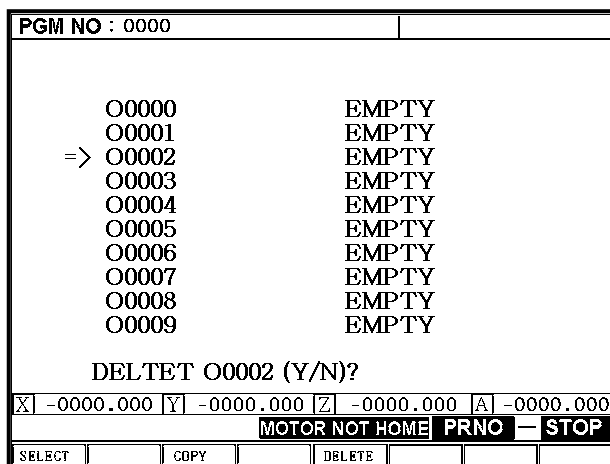 PGM NO : 0000
O0000 EMPTY
O0001 EMPTY
=> O0002 EMPTY
O0003 EMPTY
O0004 EMPTY
O0005 EMPTY
O0006 EMPTY
O0007 EMPTY
O0008 EMPTY
O0009 EMPTY
DELTET O0002 (Y/N)?
X -0000.000 Y -0000.000 Z -0000.000 A -0000.000
MOTOR NOT HOME PRNO — STOP
SELECT COPY DELETE